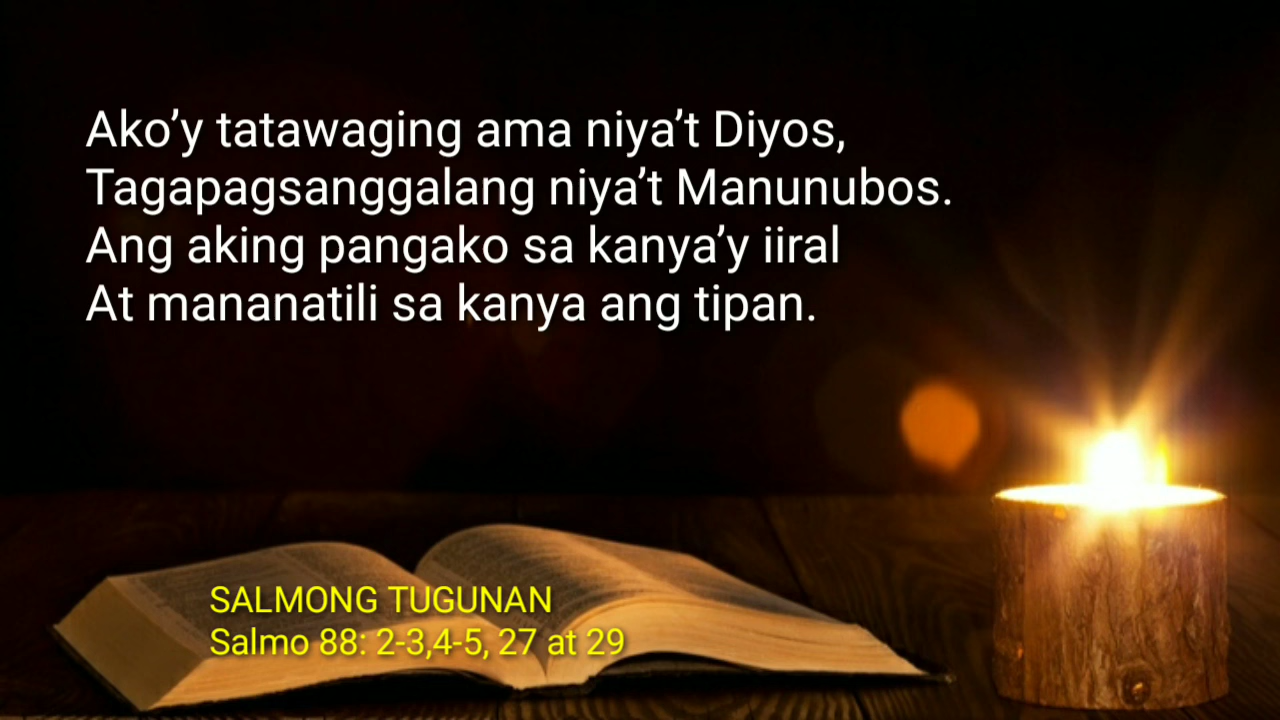 Ako’y tatawaging ama niya’t Diyos,
Tagapagsanggalang niya’t Manunubos.
Ang aking pangako sa kanya’y iiral
At mananatili sa kanya ang tipan.
SALMONG TUGUNAN
Salmo 88: 2-3,4-5, 27 at 29